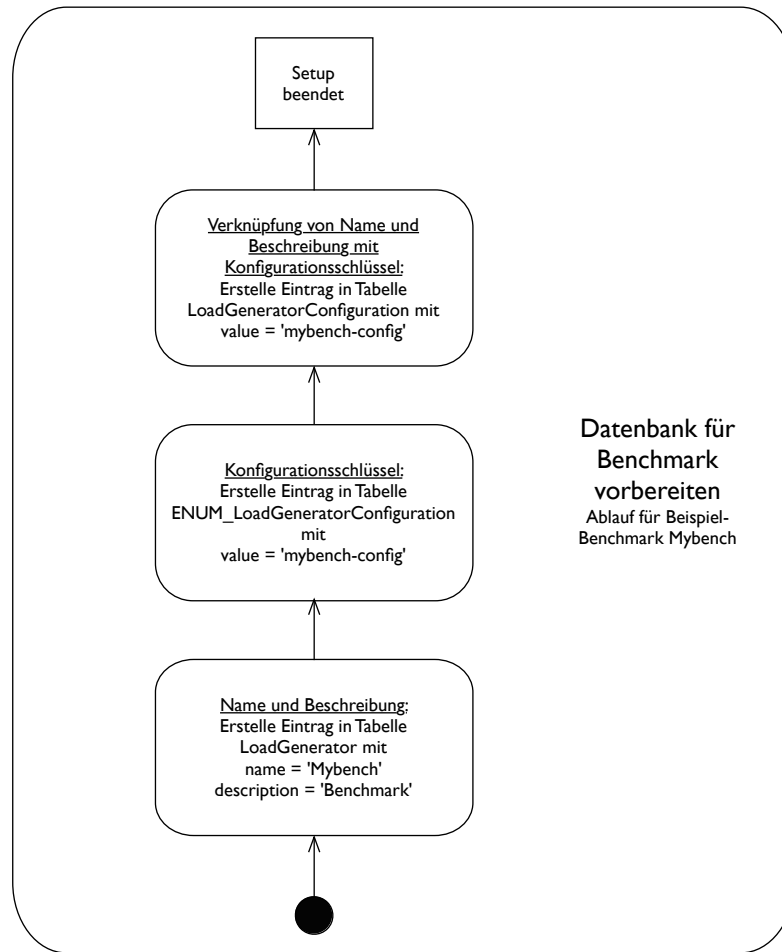 Setup
beendet
Verknüpfung von Name und
Beschreibung mit
Konfigurationsschlüssel:
Erstelle Eintrag in Tabelle
LoadGeneratorConfiguration mit
value = 'mybench-config'
Konfigurationsschlüssel:
Erstelle Eintrag in Tabelle
ENUM_LoadGeneratorConfiguration
mit
value = 'mybench-config'
Datenbank für
Benchmark
vorbereiten
Ablauf für Beispiel-
Benchmark Mybench
Name und Beschreibung:
Erstelle Eintrag in Tabelle
LoadGenerator mit
name = 'Mybench'
description = 'Benchmark'